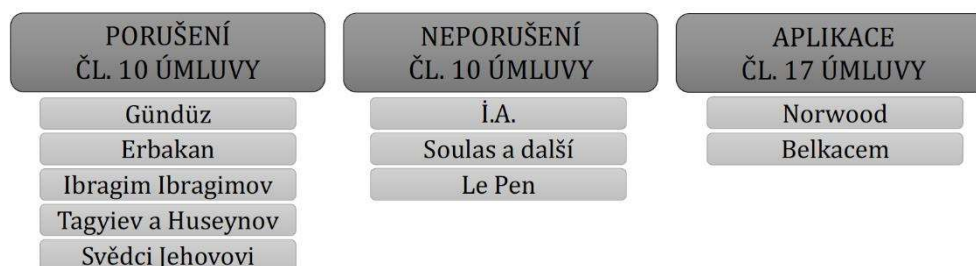 PORUŠENÍ
ČL. 10 ÚMLUVY
Gündüz
Erbakan
Ibragim Ibragimov
Tagyiev a Huseynov
Svědci Jehovovi
NEPORUŠENÍ
ČL. 10 ÚMLUVY
İ.A.
Soulas a další
Le Pen
APLIKACE
ČL. 17 ÚMLUVY
Norwood
Belkacem